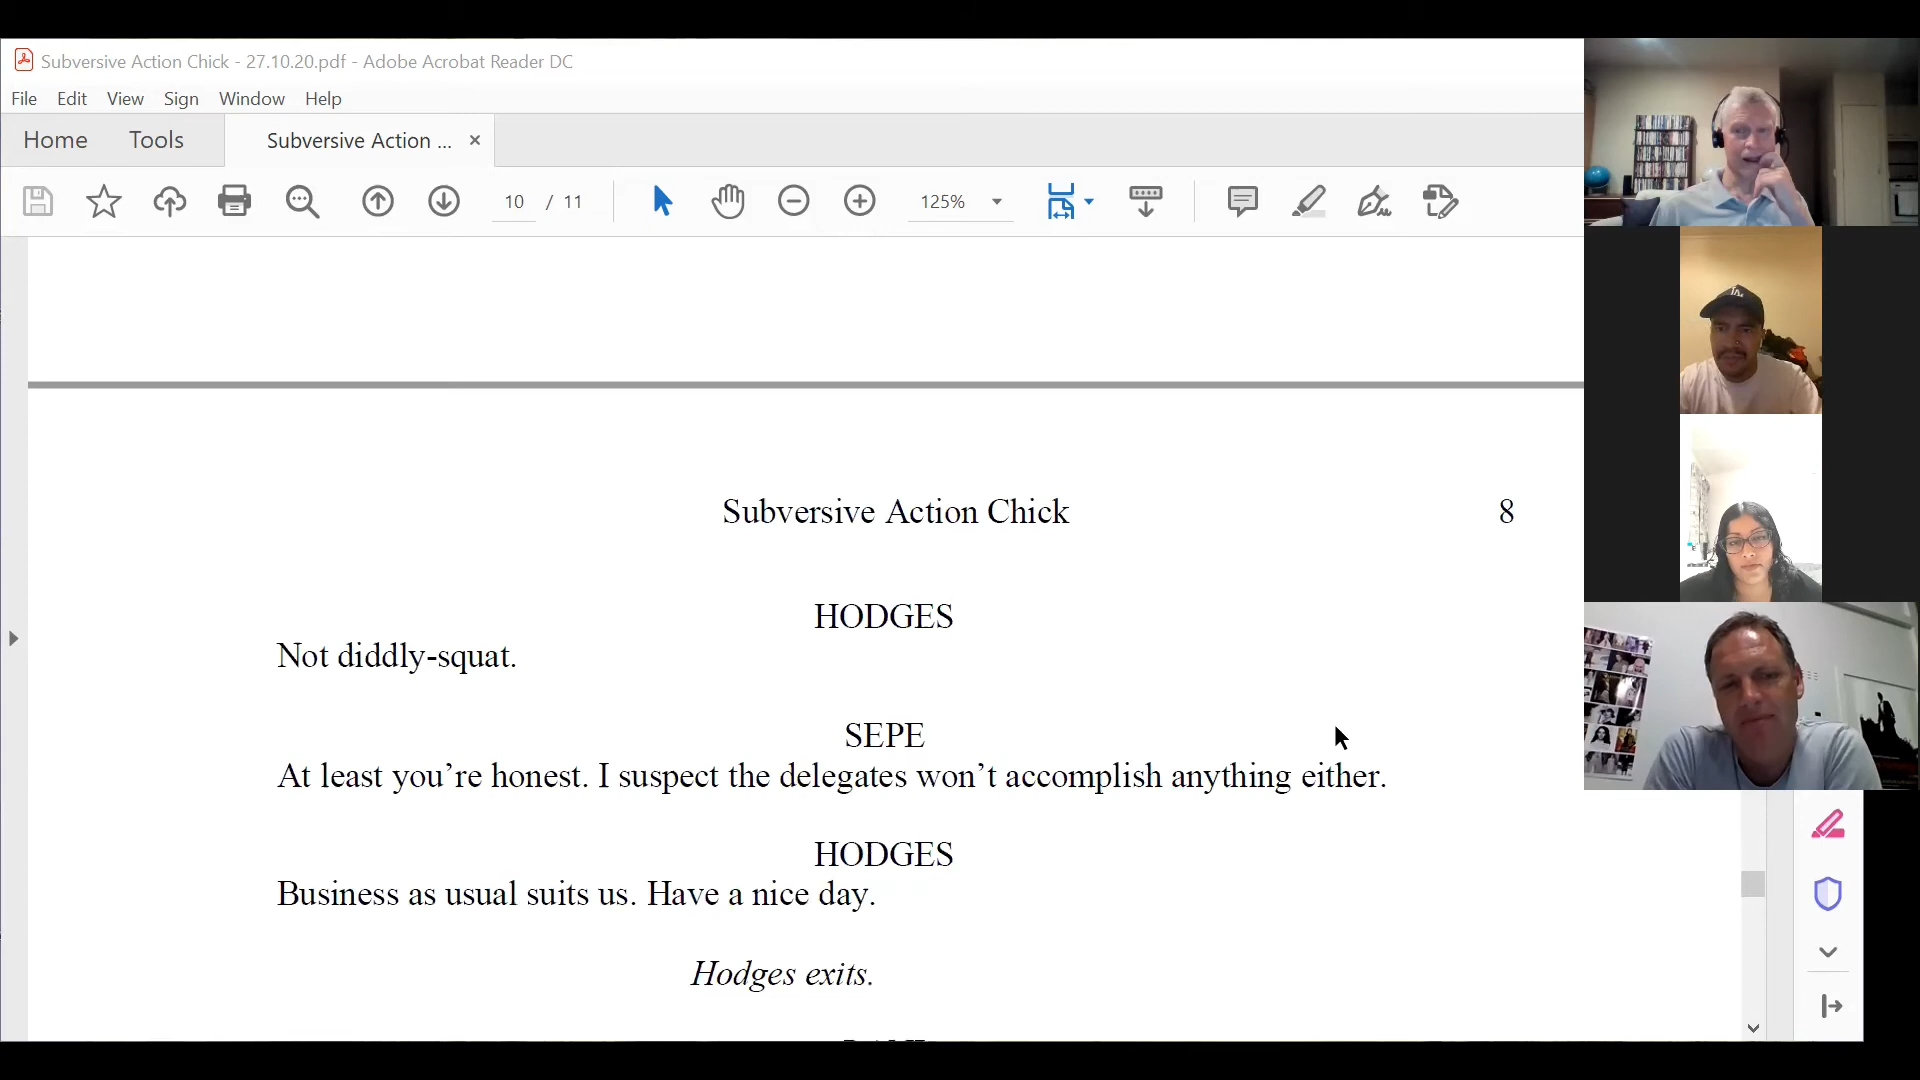 Subversive Action Chick - 27.10.20.pdf - Adobe Acrobat Reader DC
File Edit View Sign Window Help
Home Tools Subversive Action ... ×
10 / 11 125%
Subversive Action Chick 8
HODGES
Not diddly-squat.
SEPE
At least you’re honest. I suspect the delegates won’t accomplish anything either.
HODGES
Business as usual suits us. Have a nice day.
Hodges exits.